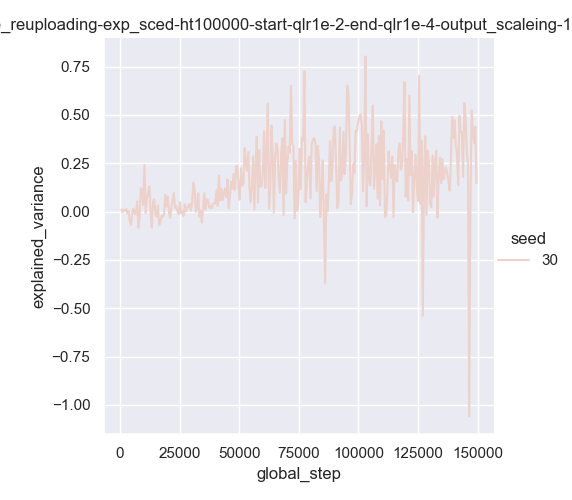 _reuploading-exp_sced-ht100000-start-qlr1e-2-end-qlr1e-4-output_scaleing-1
0.75
0.50
0.25
0.00
−0.25
−0.50
−0.75
−1.00
explained_variance
seed
30
0 25000 50000 75000 100000 125000 150000
global_step